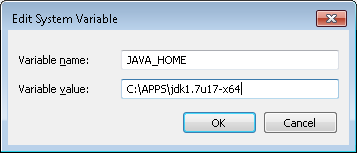 Edit System Variable
Variable name: JAVA_HOME
Variable value: C:\APPS\jdk1.7u17-x64
OK Cancel